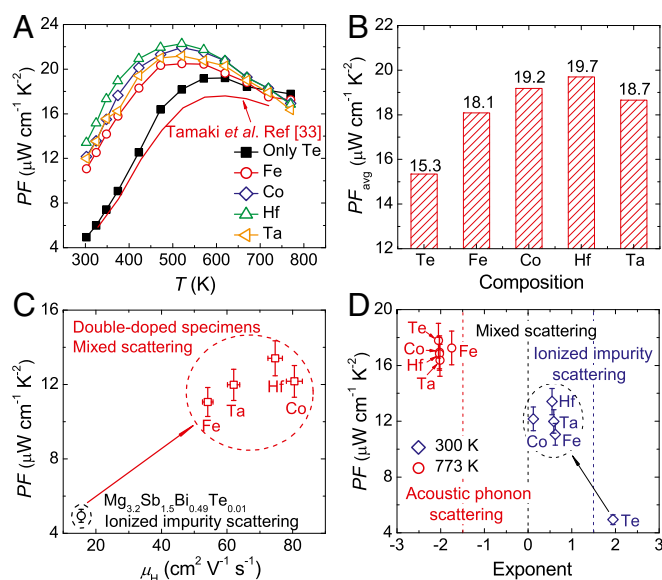 A
PF (μW cm⁻¹ K⁻²)
24
20
16
12
8
4
Tamaki et al. Ref [33]
Only Te
Fe
Co
Hf
Ta
200 300 400 500 600 700 800
T (K)
B
PF_avg (μW cm⁻¹ K⁻²)
22
20
18
16
14
12
15.3
18.1
19.2
19.7
18.7
Te Fe Co Hf Ta
Composition
C
PF (μW cm⁻¹ K⁻²)
16
12
8
4
Double-doped specimens
Mixed scattering
Hf
Ta
Co
Fe
Mg₃.₂Sb₁.₅Bi₀.₄₉Te₀.₀₁
Ionized impurity scattering
20 40 60 80
μ_H (cm² V⁻¹ s⁻¹)
D
PF (μW cm⁻¹ K⁻²)
20
16
12
8
4
Mixed scattering
Te
Co
Fe
Hf
Ta
Ionized impurity
scattering
Hf
Ta
Co
Fe
300 K
773 K
Acoustic phonon
scattering
Te
-3 -2 -1 0 1 2 3
Exponent